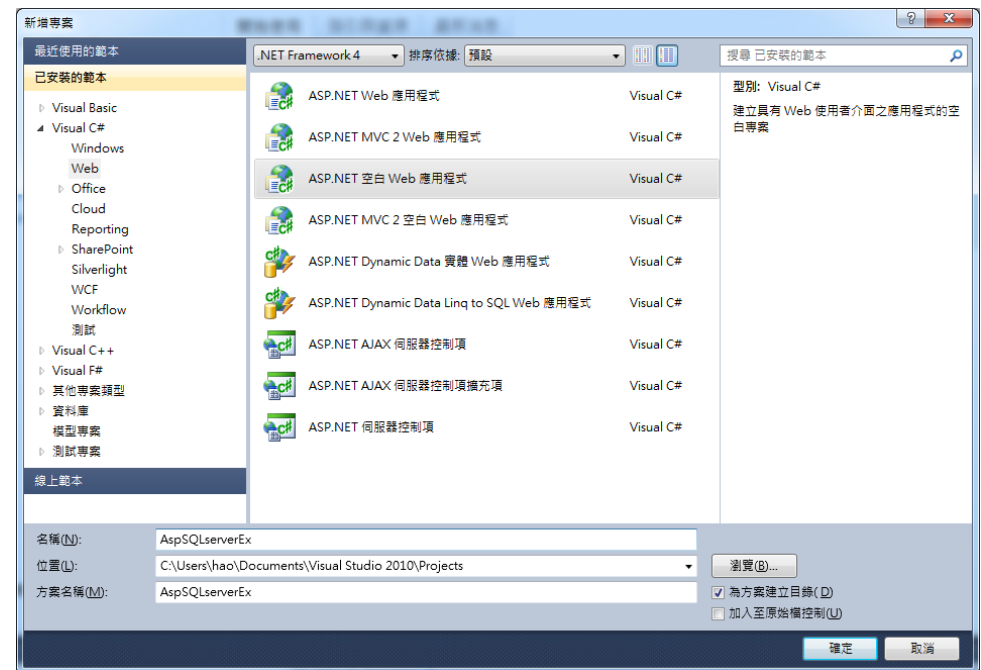 新增專案
最近使用的範本
已安裝的範本
Visual Basic
Visual C#
Windows
Web
Office
Cloud
Reporting
SharePoint
Silverlight
WCF
Workflow
測試
Visual C++
Visual F#
其他專案類型
資料庫
模型專案
測試專案
線上範本
.NET Framework 4 排序依據: 預設
ASP.NET Web 應用程式 Visual C#
ASP.NET MVC 2 Web 應用程式 Visual C#
ASP.NET 空白 Web 應用程式 Visual C#
ASP.NET MVC 2 空白 Web 應用程式 Visual C#
ASP.NET Dynamic Data 實體 Web 應用程式 Visual C#
ASP.NET Dynamic Data Linq to SQL Web 應用程式 Visual C#
ASP.NET AJAX 伺服器控制項 Visual C#
ASP.NET AJAX 伺服器控制項擴充項 Visual C#
ASP.NET 伺服器控制項 Visual C#
搜尋 已安裝的範本
型別: Visual C#
建立具有 Web 使用者介面之應用程式的空
白專案
名稱(N): AspSQLserverEx
位置(L): C:\Users\hao\Documents\Visual Studio 2010\Projects 瀏覽(B)...
方案名稱(M): AspSQLserverEx
為方案建立目錄(D)
加入至原始檔控制(U)
確定 取消